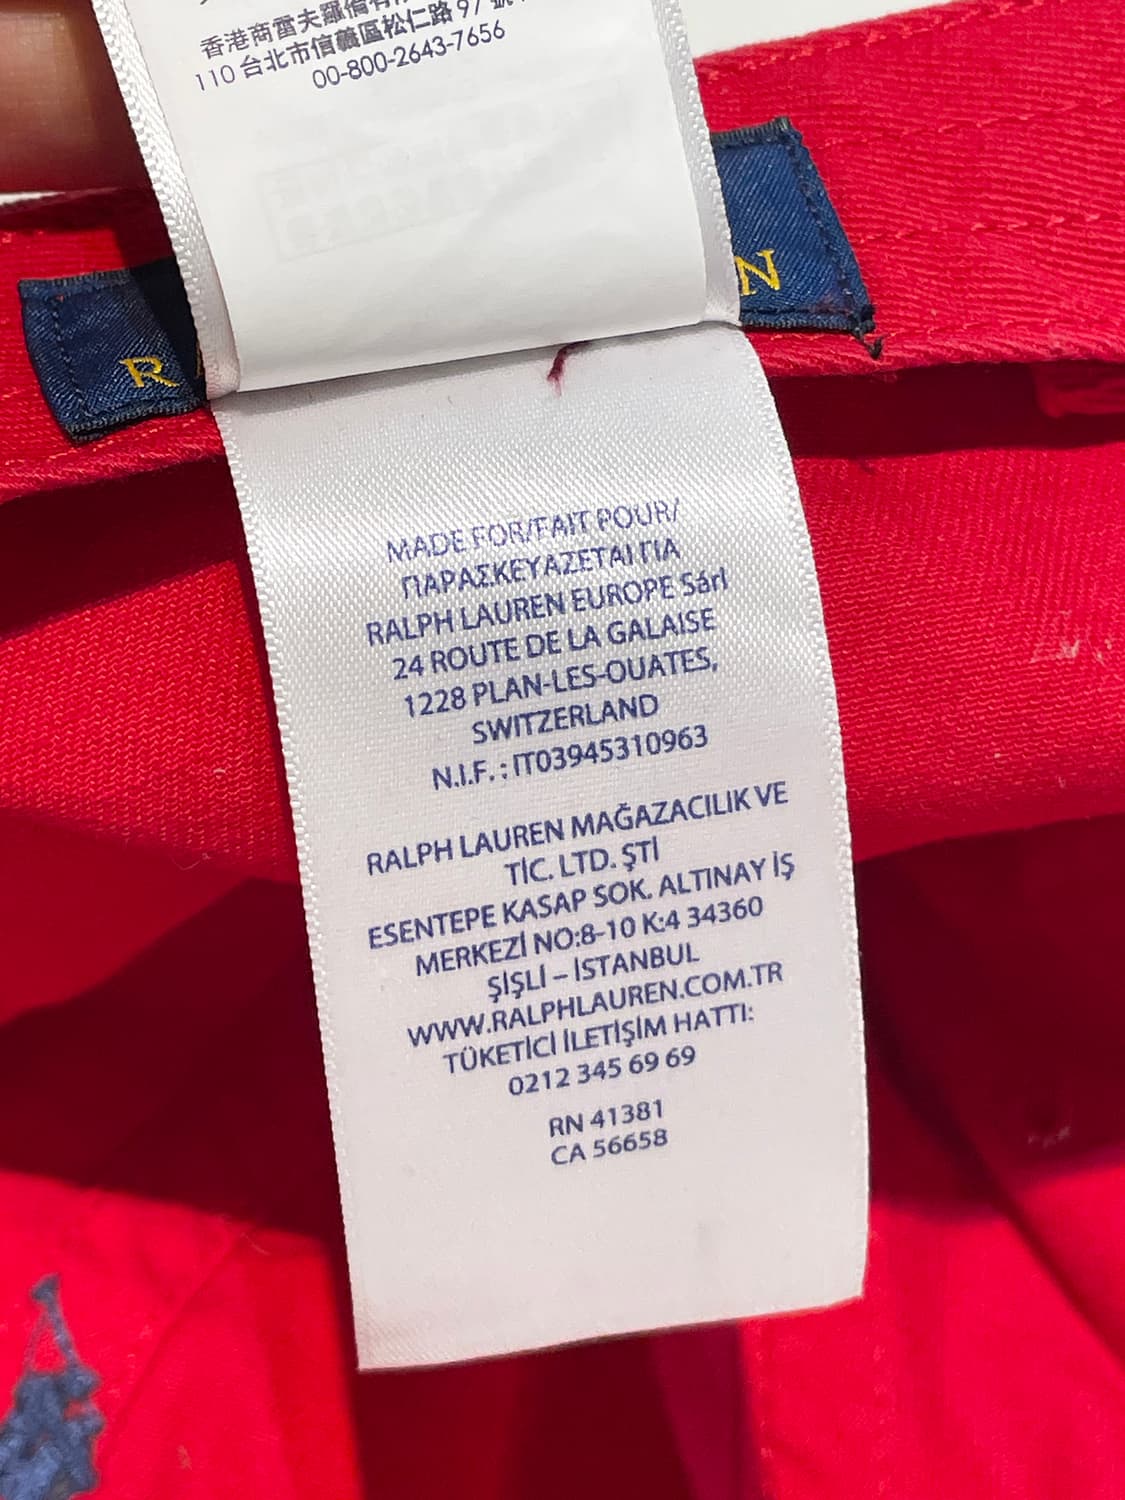 香港商雷夫羅倫有
110 台北市信義區松仁路 97 號
00-800-2643-7656
R
N
MADE FOR/FAIT POUR/
ΠΑΡΑΣΚΕΥΑΖΕΤΑΙ ΓΙΑ
RALPH LAUREN EUROPE Sárl
24 ROUTE DE LA GALAISE
1228 PLAN-LES-OUATES,
SWITZERLAND
N.I.F. : IT03945310963
RALPH LAUREN MAĞAZACILIK VE
TİC. LTD. ŞTİ
ESENTEPE KASAP SOK. ALTINAY İŞ
MERKEZİ NO:8-10 K:4 34360
ŞİŞLİ – İSTANBUL
WWW.RALPHLAUREN.COM.TR
TÜKETİCİ İLETİŞİM HATTI:
0212 345 69 69
RN 41381
CA 56658